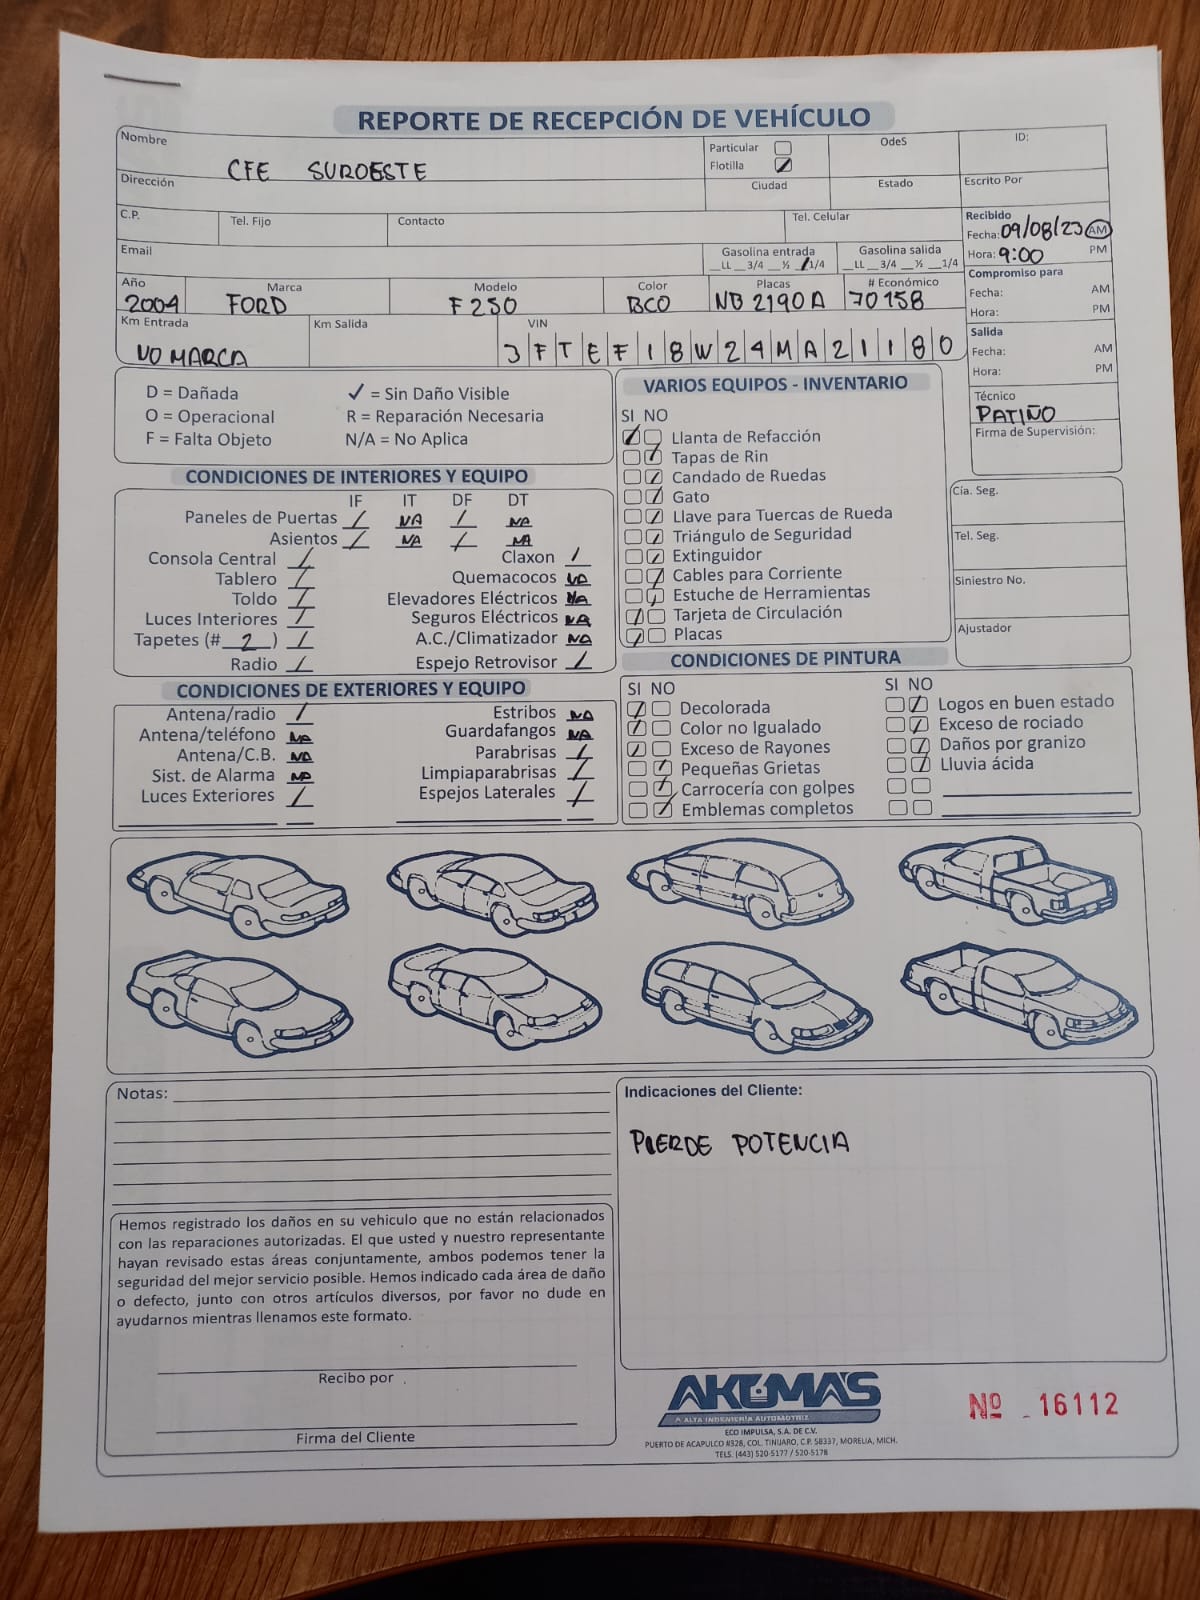 REPORTE DE RECEPCIÓN DE VEHÍCULO
Nombre CFE SUROESTE
Particular
Flotilla ✓
OdeS
ID:
Dirección
Ciudad
Estado
Escrito Por
C.P.
Tel. Fijo
Contacto
Tel. Celular
Recibido
Fecha: 09/08/23 AM
Hora: 9:00 PM
Email
Gasolina entrada
__LL __3/4 __½ ✓1/4
Gasolina salida
__LL __3/4 __½ __1/4
Compromiso para
Fecha: AM
Hora: PM
Año 2004
Marca FORD
Modelo F250
Color BCO
Placas NB2190A
# Económico 70158
Km Entrada NO MARCA
Km Salida
VIN 3FTEF18W24MA21180
Salida
Fecha: AM
Hora: PM
Técnico
PATIÑO
Firma de Supervisión:
Cía. Seg.
Tel. Seg.
Siniestro No.
Ajustador
D = Dañada ✓ = Sin Daño Visible
O = Operacional R = Reparación Necesaria
F = Falta Objeto N/A = No Aplica
CONDICIONES DE INTERIORES Y EQUIPO
IF IT DF DT
Paneles de Puertas / NA / NA
Asientos / NA / NA
Consola Central / Claxon /
Tablero / Quemacocos NA
Toldo / Elevadores Eléctricos NA
Luces Interiores / Seguros Eléctricos NA
Tapetes (# 2 ) / A.C./Climatizador NA
Radio / Espejo Retrovisor /
CONDICIONES DE EXTERIORES Y EQUIPO
Antena/radio / Estribos NA
Antena/teléfono NA Guardafangos NA
Antena/C.B. NA Parabrisas /
Sist. de Alarma NA Limpiaparabrisas /
Luces Exteriores / Espejos Laterales /
VARIOS EQUIPOS - INVENTARIO
SI NO
Llanta de Refacción
Tapas de Rin
Candado de Ruedas
Gato
Llave para Tuercas de Rueda
Triángulo de Seguridad
Extinguidor
Cables para Corriente
Estuche de Herramientas
Tarjeta de Circulación
Placas
CONDICIONES DE PINTURA
SI NO SI NO
Decolorada Logos en buen estado
Color no Igualado Exceso de rociado
Exceso de Rayones Daños por granizo
Pequeñas Grietas Lluvia ácida
Carrocería con golpes
Emblemas completos
Notas:
Hemos registrado los daños en su vehiculo que no están relacionados
con las reparaciones autorizadas. El que usted y nuestro representante
hayan revisado estas áreas conjuntamente, ambos podemos tener la
seguridad del mejor servicio posible. Hemos indicado cada área de daño
o defecto, junto con otros artículos diversos, por favor no dude en
ayudarnos mientras llenamos este formato.
Recibo por
Firma del Cliente
Indicaciones del Cliente:
PIERDE POTENCIA
AKUMA'S
A ALTA INGENIERÍA AUTOMOTRIZ
ECO IMPULSA, S.A. DE C.V.
PUERTO DE ACAPULCO #328, COL. TINIJARO, C.P. 58337, MORELIA, MICH.
TELS. (443) 520-5177 / 520-5178
Nº 16112